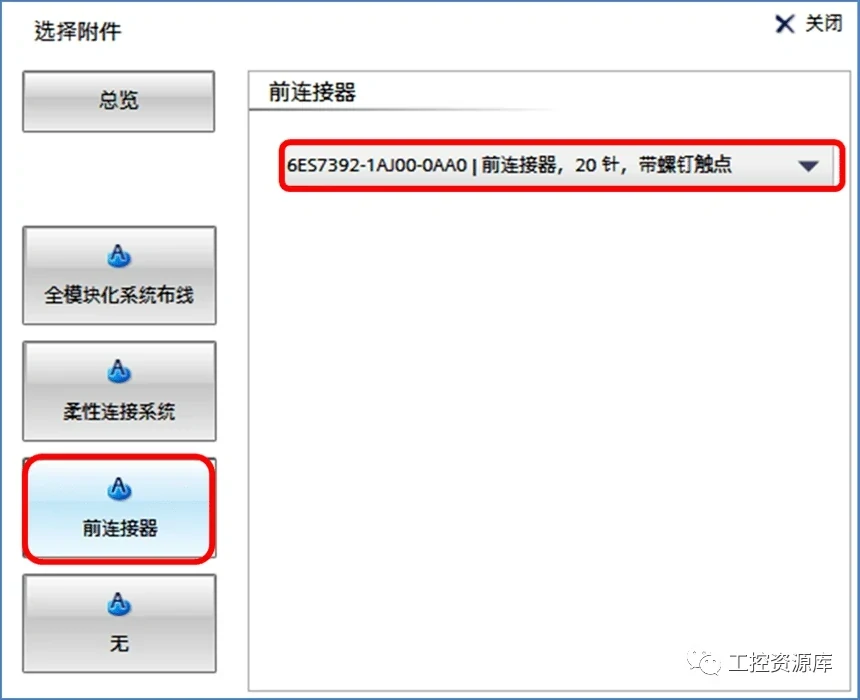 选择附件
关闭
总览
前连接器
6ES7392-1AJ00-0AA0 | 前连接器，20 针，带螺钉触点
A
全模块化系统布线
A
柔性连接系统
A
前连接器
A
无
工控资源库